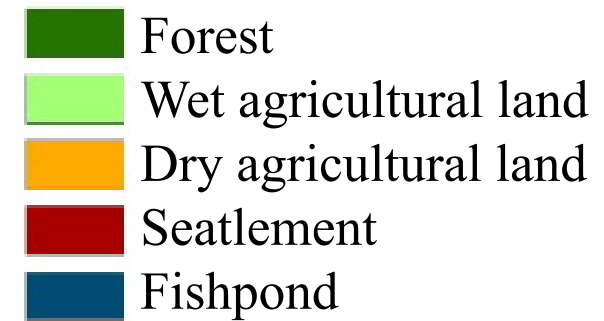 Forest
Wet agricultural land
Dry agricultural land
Seatlement
Fishpond